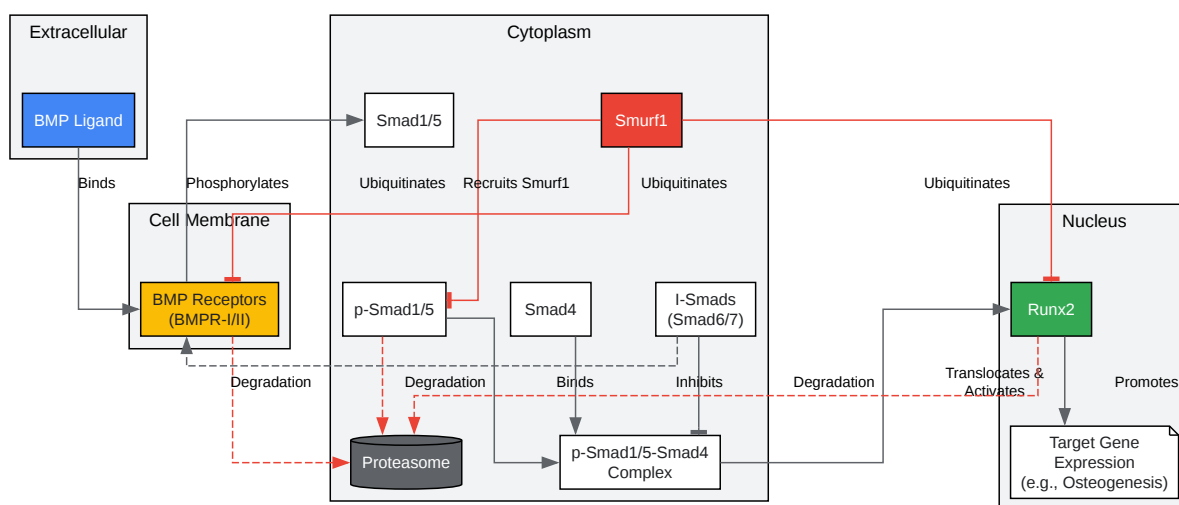 Extracellular
Cytoplasm
BMP Ligand
Smad1/5
Smurf1
Binds
Phosphorylates
Ubiquitinates
Recruits Smurf1
Ubiquitinates
Ubiquitinates
Cell Membrane
Nucleus
BMP Receptors
(BMPR-I/II)
p-Smad1/5
Smad4
I-Smads
(Smad6/7)
Runx2
Degradation
Degradation
Binds
Inhibits
Degradation
Translocates &
Activates
Promotes
Proteasome
p-Smad1/5-Smad4
Complex
Target Gene
Expression
(e.g., Osteogenesis)